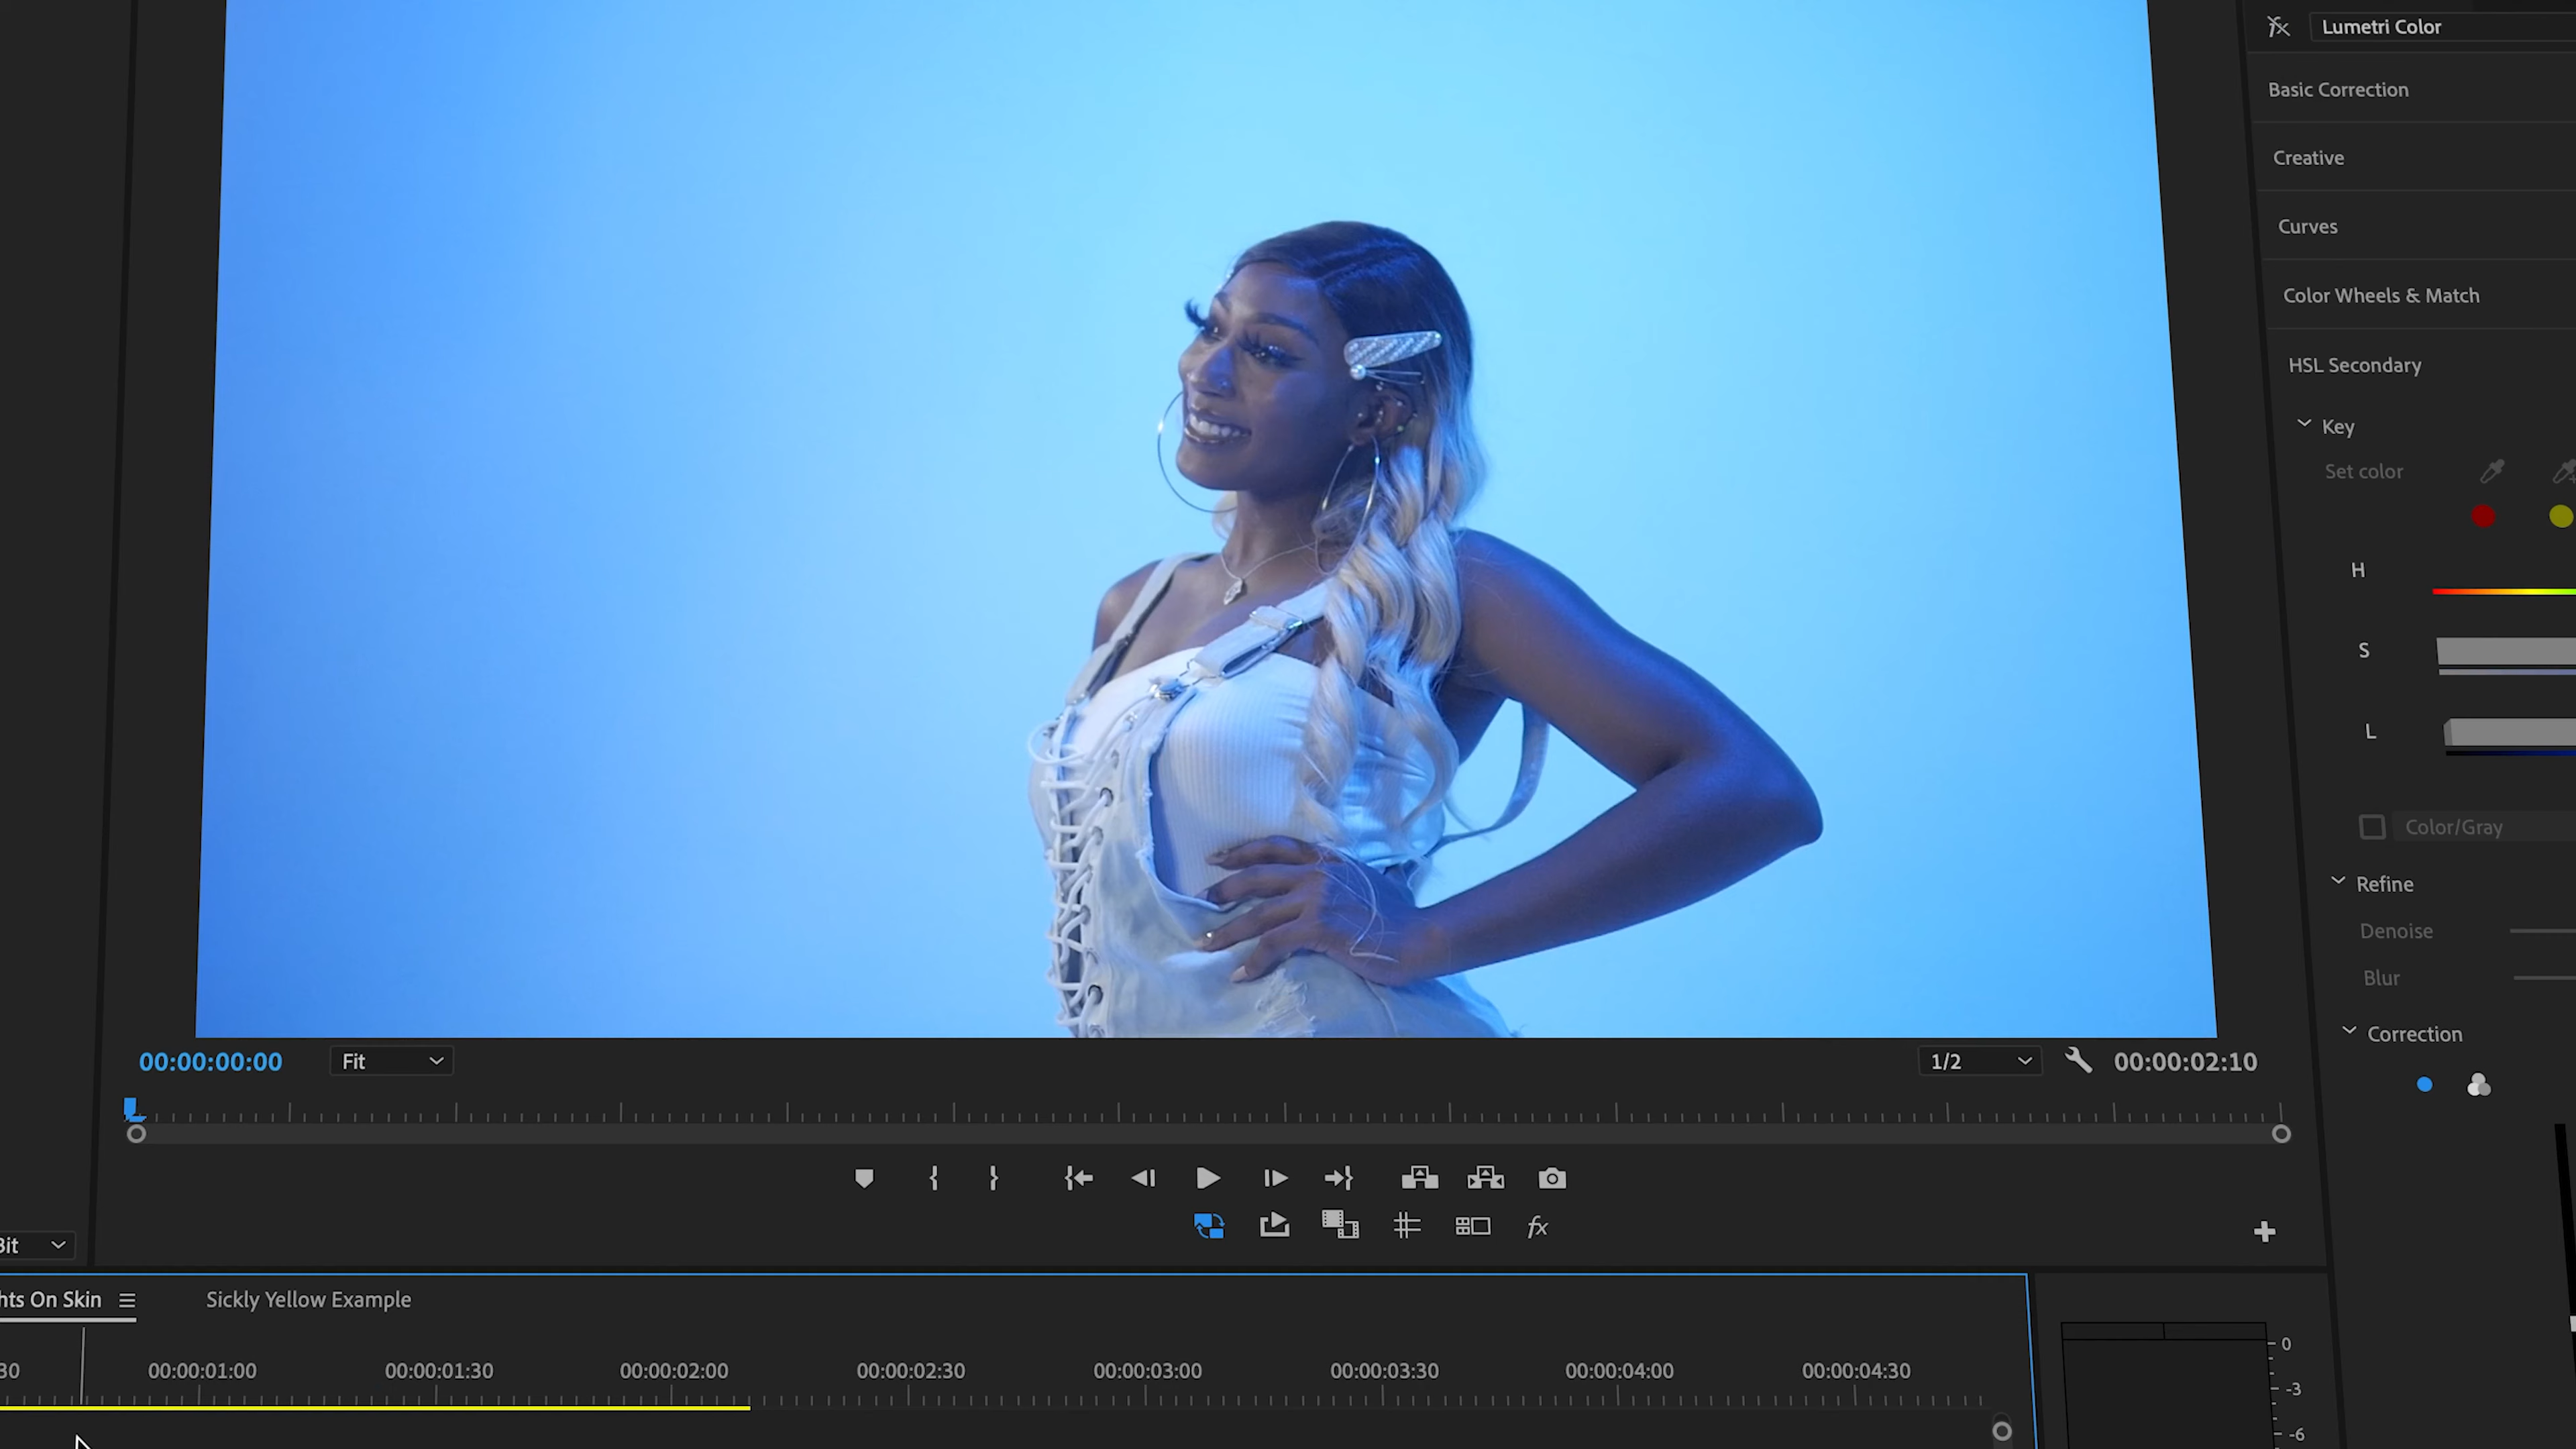 Lumetri Color
Basic Correction
Creative
Curves
Color Wheels & Match
HSL Secondary
Key
Set color
H
S
L
Color/Gray
Refine
Denoise
Blur
Correction
00:00:00:00
Fit
1/2
00:00:02:10
fx
Bit
hts On Skin
Sickly Yellow Example
30
00:00:01:00
00:00:01:30
00:00:02:00
00:00:02:30
00:00:03:00
00:00:03:30
00:00:04:00
00:00:04:30
0
-3
-6